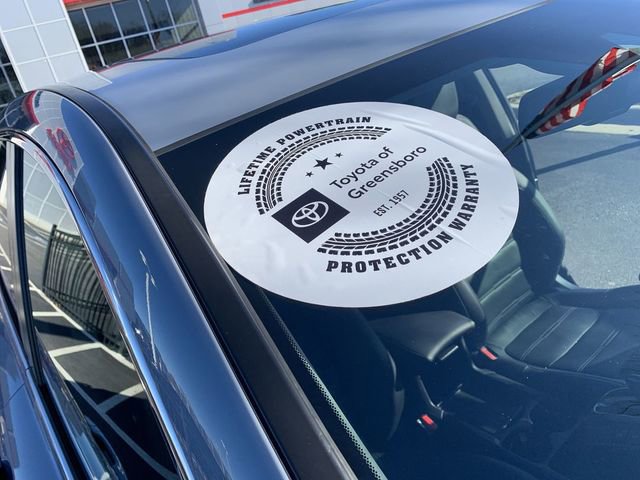 LIFETIME POWERTRAIN
Toyota of
Greensboro
EST. 1957
PROTECTION WARRANTY